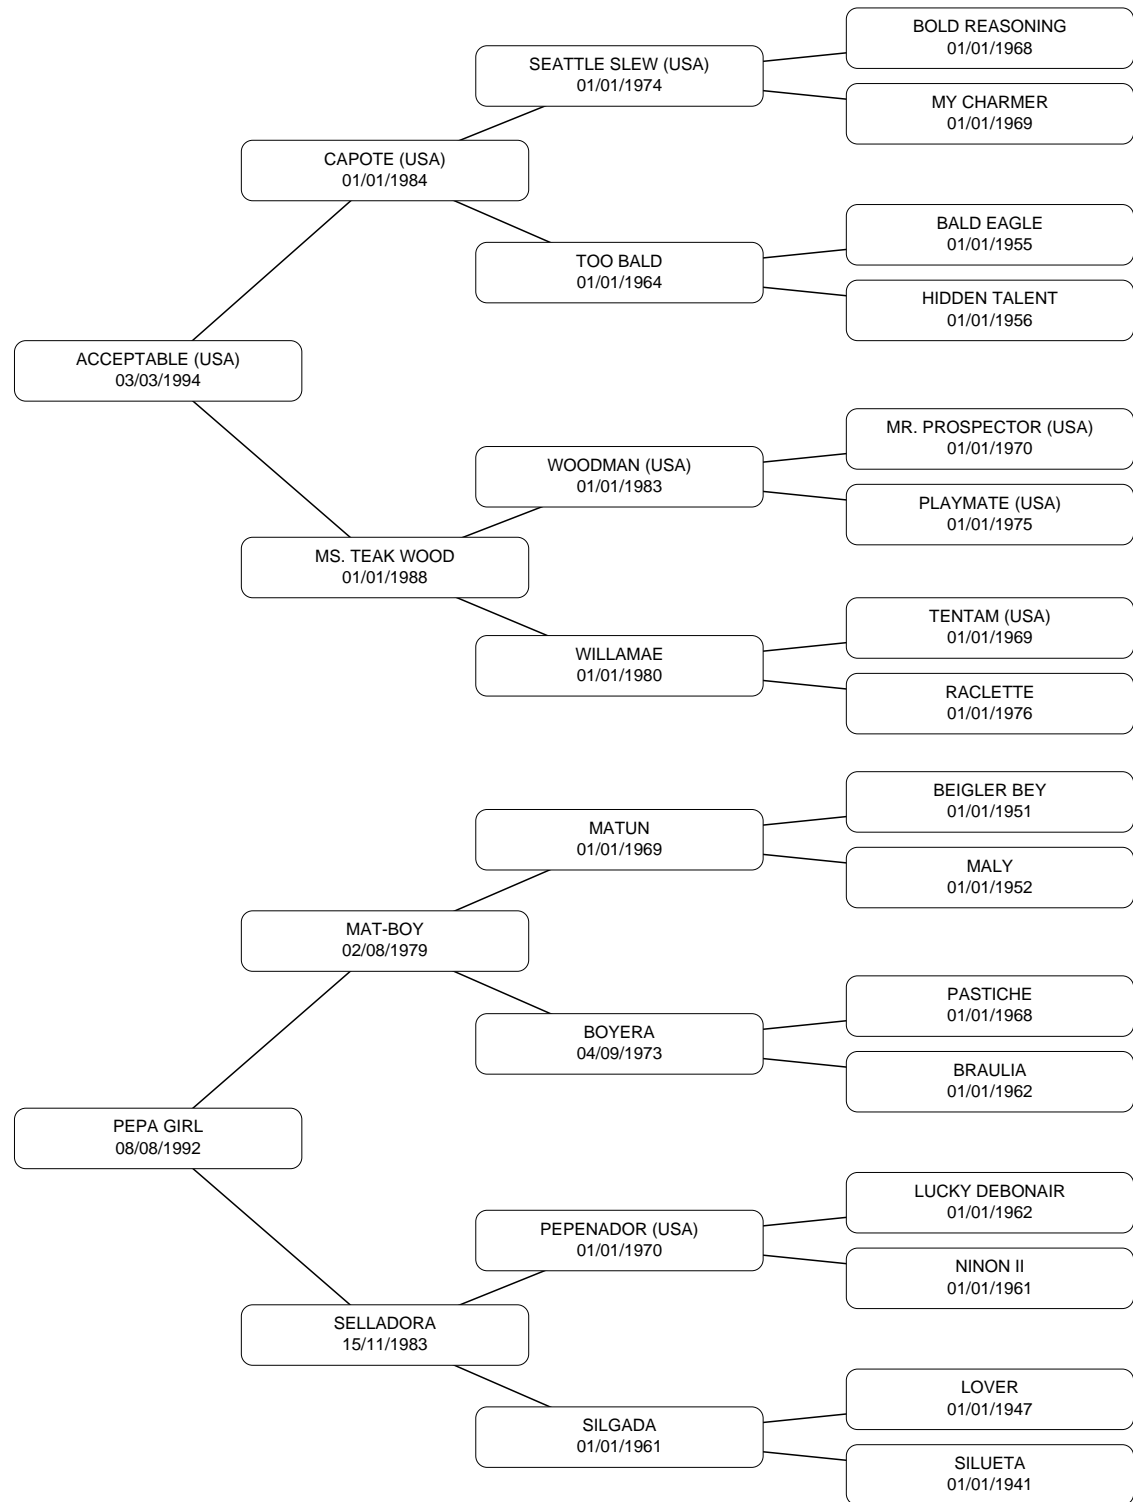 BOLD REASONING
01/01/1968
SEATTLE SLEW (USA)
01/01/1974
MY CHARMER
01/01/1969
CAPOTE (USA)
01/01/1984
BALD EAGLE
01/01/1955
TOO BALD
01/01/1964
HIDDEN TALENT
01/01/1956
ACCEPTABLE (USA)
03/03/1994
MR. PROSPECTOR (USA)
01/01/1970
WOODMAN (USA)
01/01/1983
PLAYMATE (USA)
01/01/1975
MS. TEAK WOOD
01/01/1988
TENTAM (USA)
01/01/1969
WILLAMAE
01/01/1980
RACLETTE
01/01/1976
BEIGLER BEY
01/01/1951
MATUN
01/01/1969
MALY
01/01/1952
MAT-BOY
02/08/1979
PASTICHE
01/01/1968
BOYERA
04/09/1973
BRAULIA
01/01/1962
PEPA GIRL
08/08/1992
LUCKY DEBONAIR
01/01/1962
PEPENADOR (USA)
01/01/1970
NINON II
01/01/1961
SELLADORA
15/11/1983
LOVER
01/01/1947
SILGADA
01/01/1961
SILUETA
01/01/1941